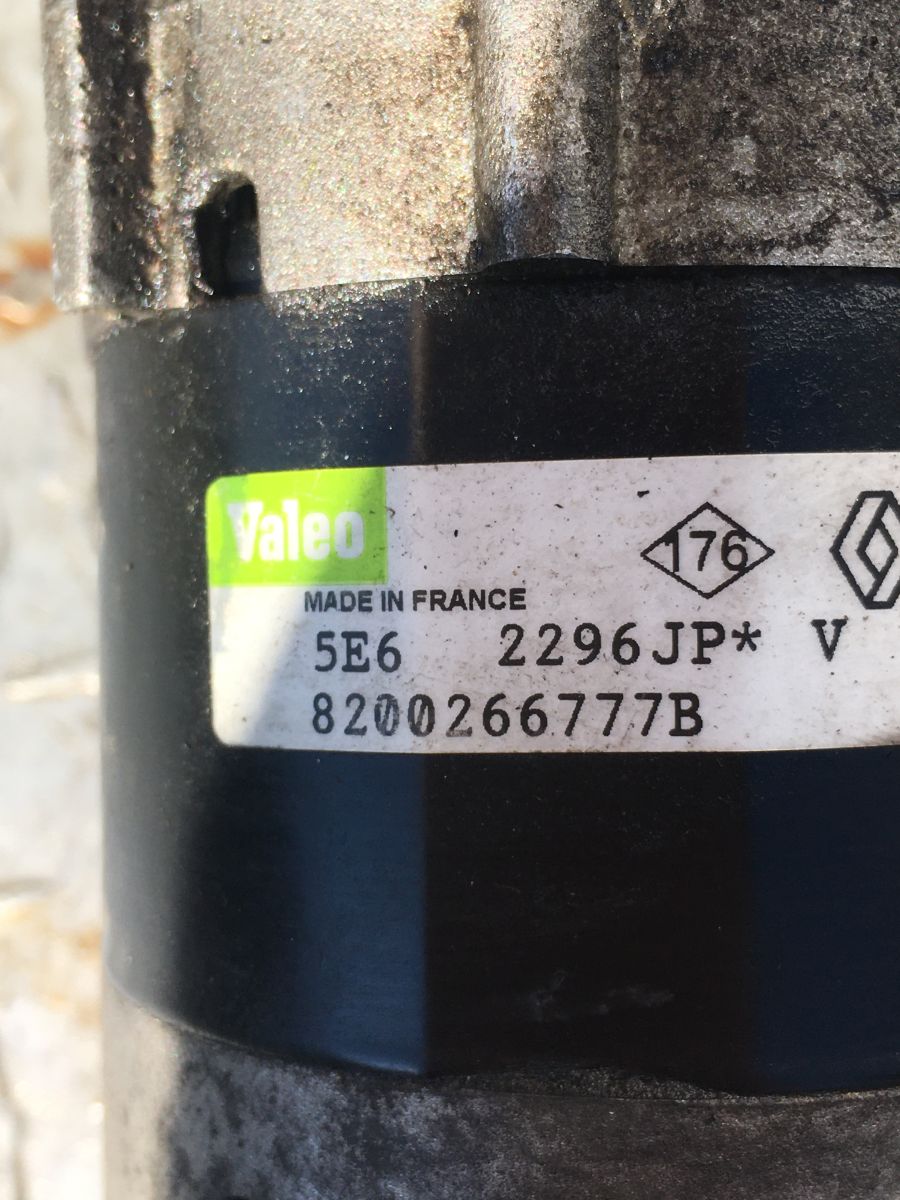 Valeo
176
MADE IN FRANCE
5E6 2296JP* V
8200266777B